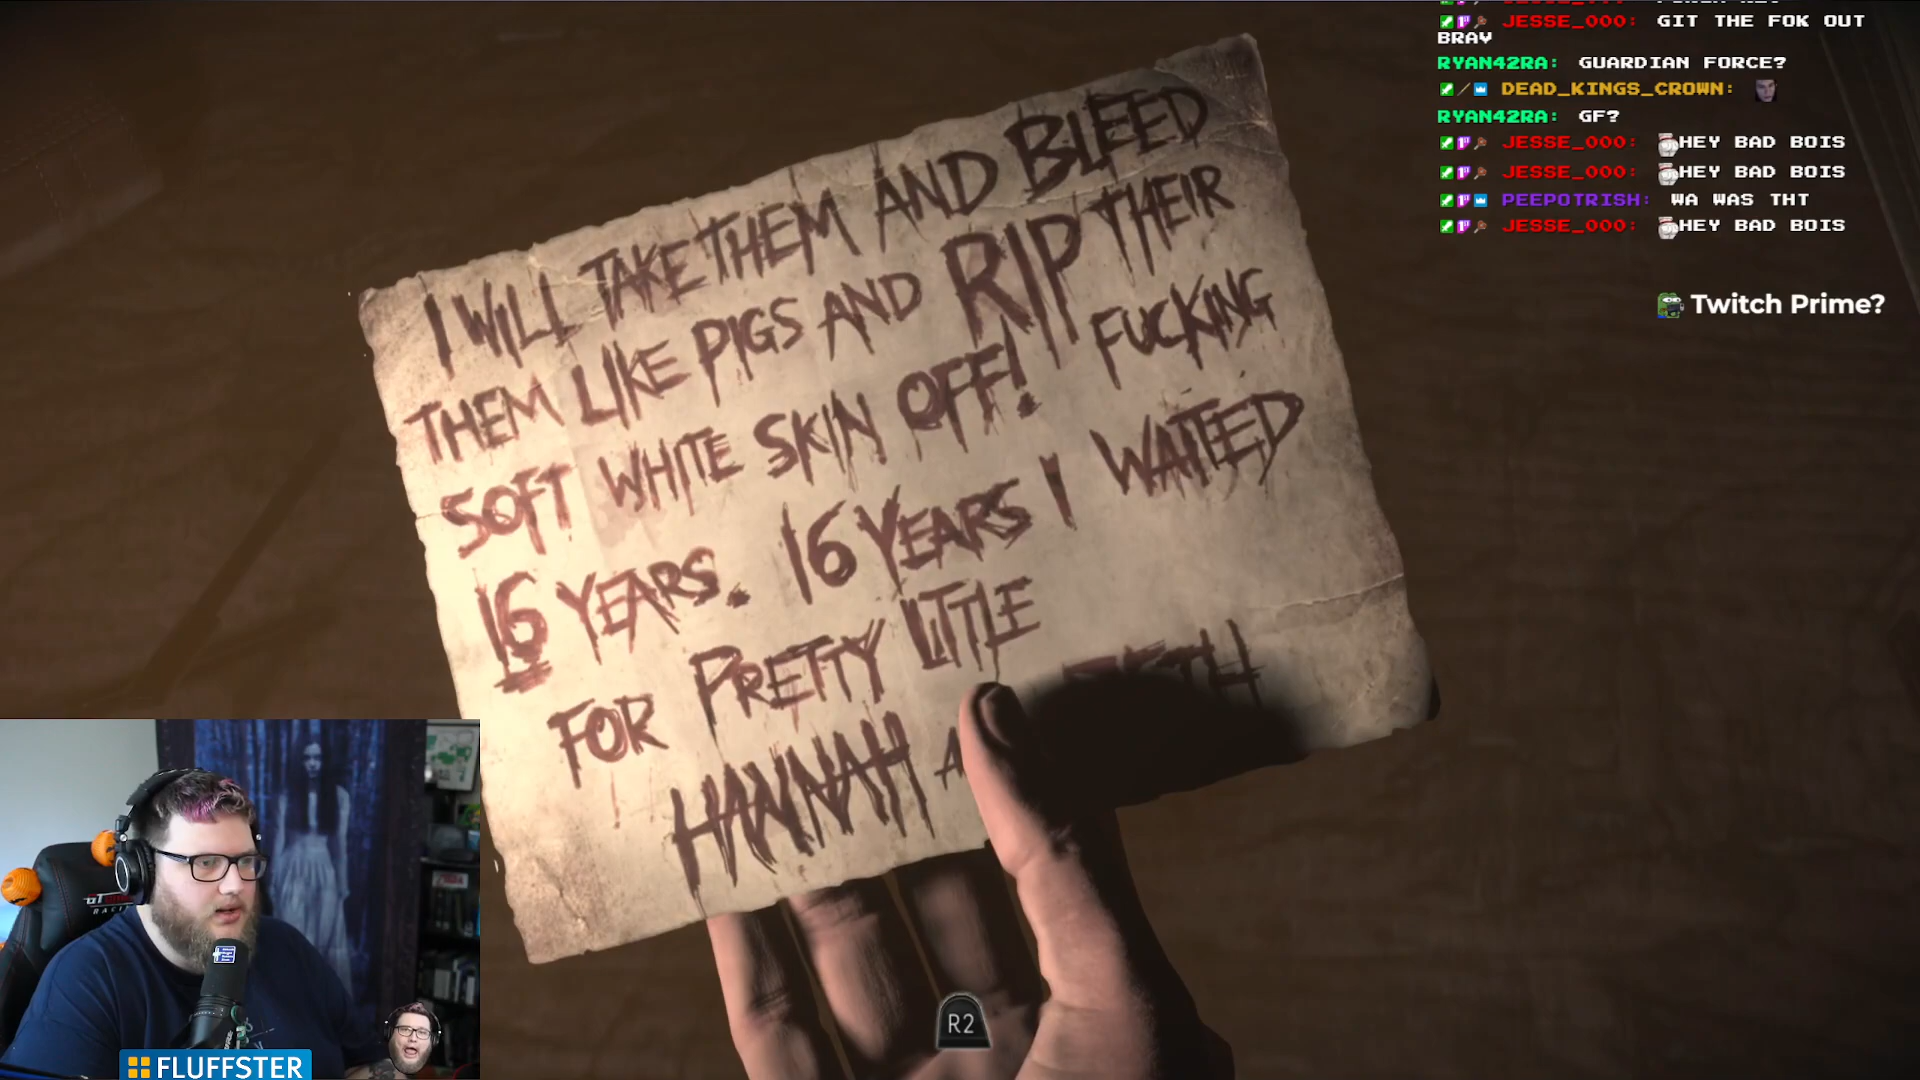 JESSE_000: GIT THE FOK OUT
BRAV
RYAN42RA: GUARDIAN FORCE?
DEAD_KINGS_CROWN:
RYAN42RA: GF?
JESSE_000: HEY BAD BOIS
JESSE_000: HEY BAD BOIS
PEEPOTRISH: WA WAS THT
JESSE_000: HEY BAD BOIS
Twitch Prime?
I WILL TAKE THEM AND BLEED
THEM LIKE PIGS AND RIP THEIR
SOFT WHITE SKIN OFF! FUCKING
16 YEARS. 16 YEARS I WAITED
FOR PRETTY LITTLE
HANNAH
R2
FLUFFSTER